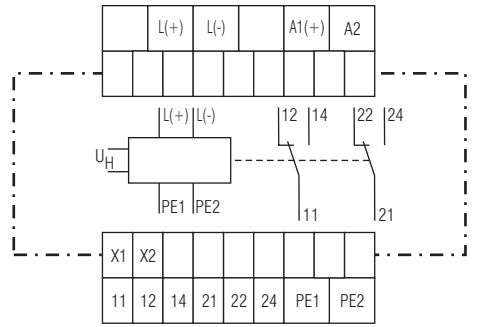 L(+) L(-) A1(+) A2
L(+) L(-) 12 14 22 24
UH
PE1 PE2 11 21
X1 X2
11 12 14 21 22 24 PE1 PE2